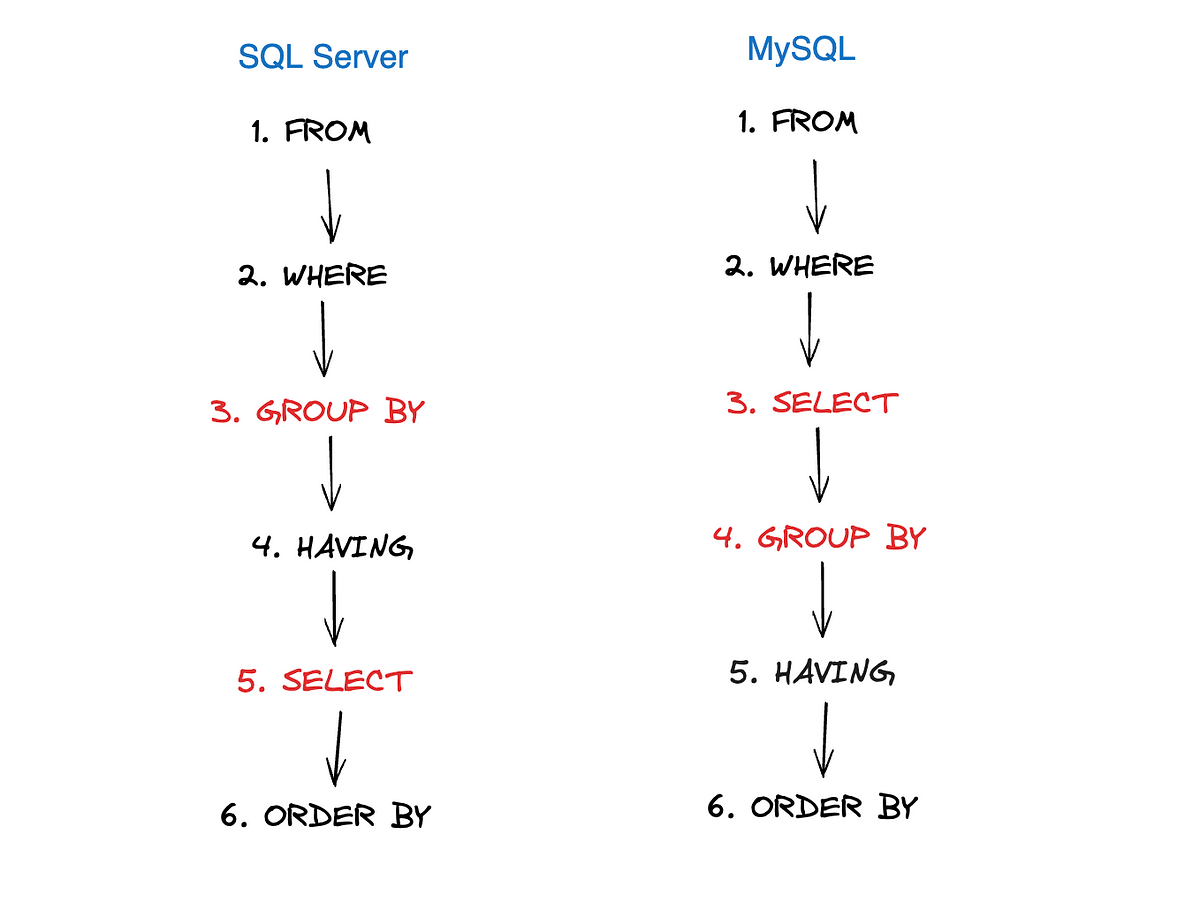 SQL Server
1. FROM
2. WHERE
3. GROUP BY
4. HAVING
5. SELECT
6. ORDER BY
MySQL
1. FROM
2. WHERE
3. SELECT
4. GROUP BY
5. HAVING
6. ORDER BY